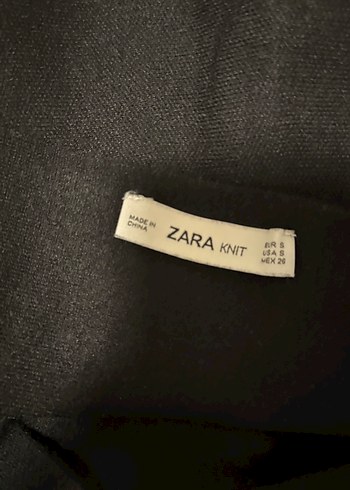 MADE IN
CHINA
ZARA KNIT
EUR S
USA S
MEX 26